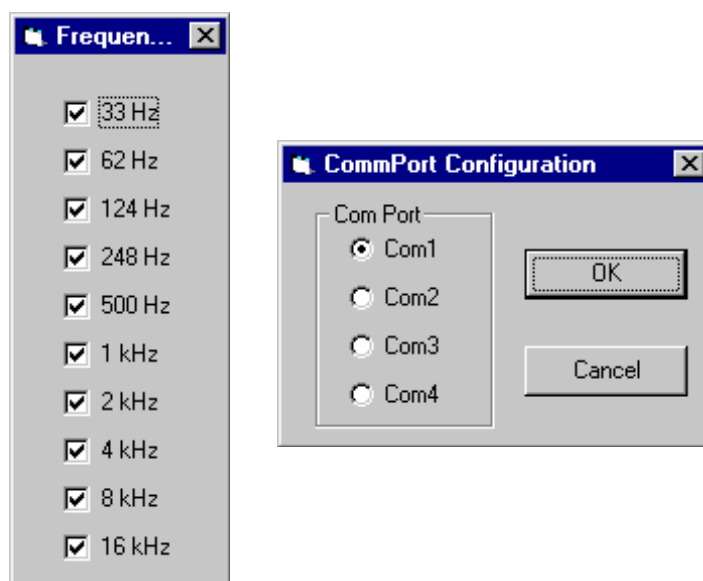 Frequen...
33 Hz
62 Hz
124 Hz
248 Hz
500 Hz
1 kHz
2 kHz
4 kHz
8 kHz
16 kHz
CommPort Configuration
Com Port
Com1
Com2
Com3
Com4
OK
Cancel